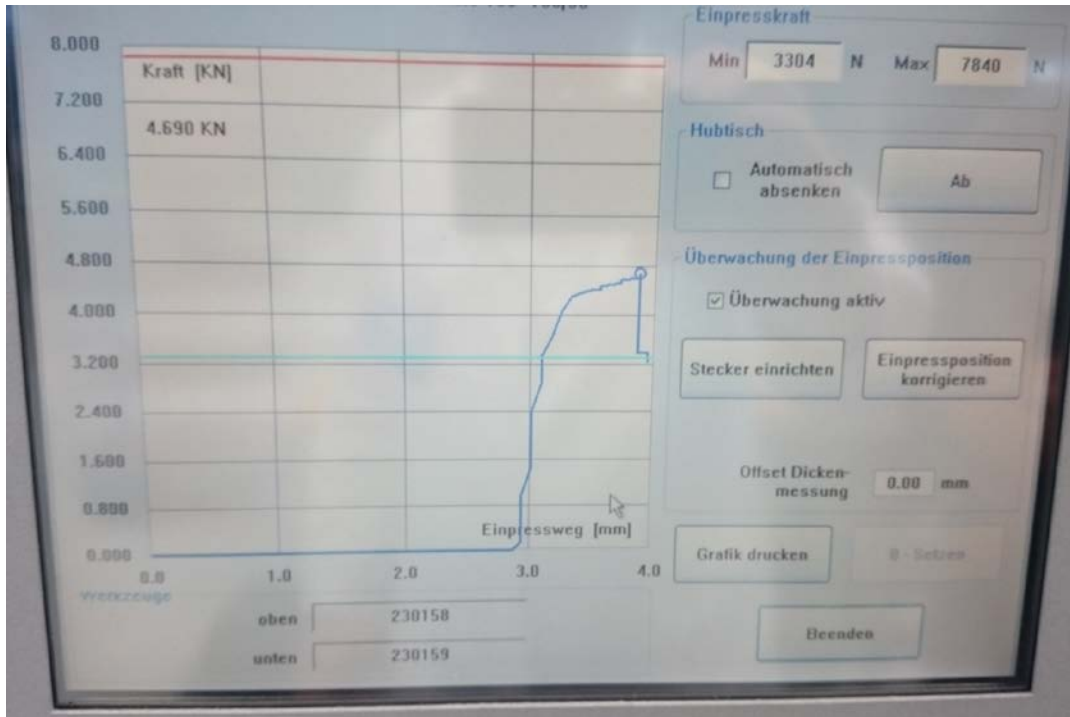 Einpresskraft
Min 3304 N Max 7840 N
8.000
Kraft [KN]
7.200
4.690 KN
6.400
5.600
4.800
4.000
3.200
2.400
1.600
0.800
0.000
Einpressweg [mm]
0.0 1.0 2.0 3.0 4.0
Hubtisch
Automatisch
absenken
Ab
Überwachung der Einpressposition
Überwachung aktiv
Stecker einrichten
Einpressposition
korrigieren
Offset Dicken-
messung
0.00 mm
Grafik drucken
0 - Setzen
Beenden
Werkzeuge
oben 230158
unten 230159